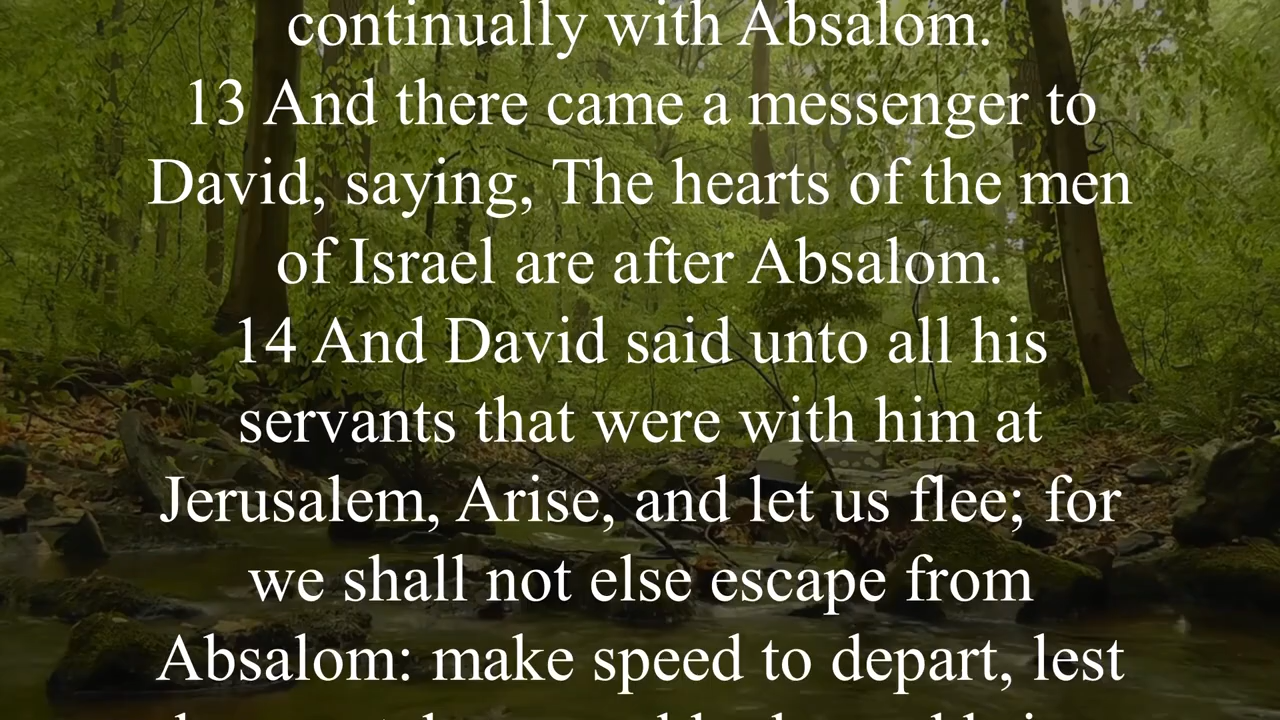 continually with Absalom.
13 And there came a messenger to
David, saying, The hearts of the men
of Israel are after Absalom.
14 And David said unto all his
servants that were with him at
Jerusalem, Arise, and let us flee; for
we shall not else escape from
Absalom: make speed to depart, lest